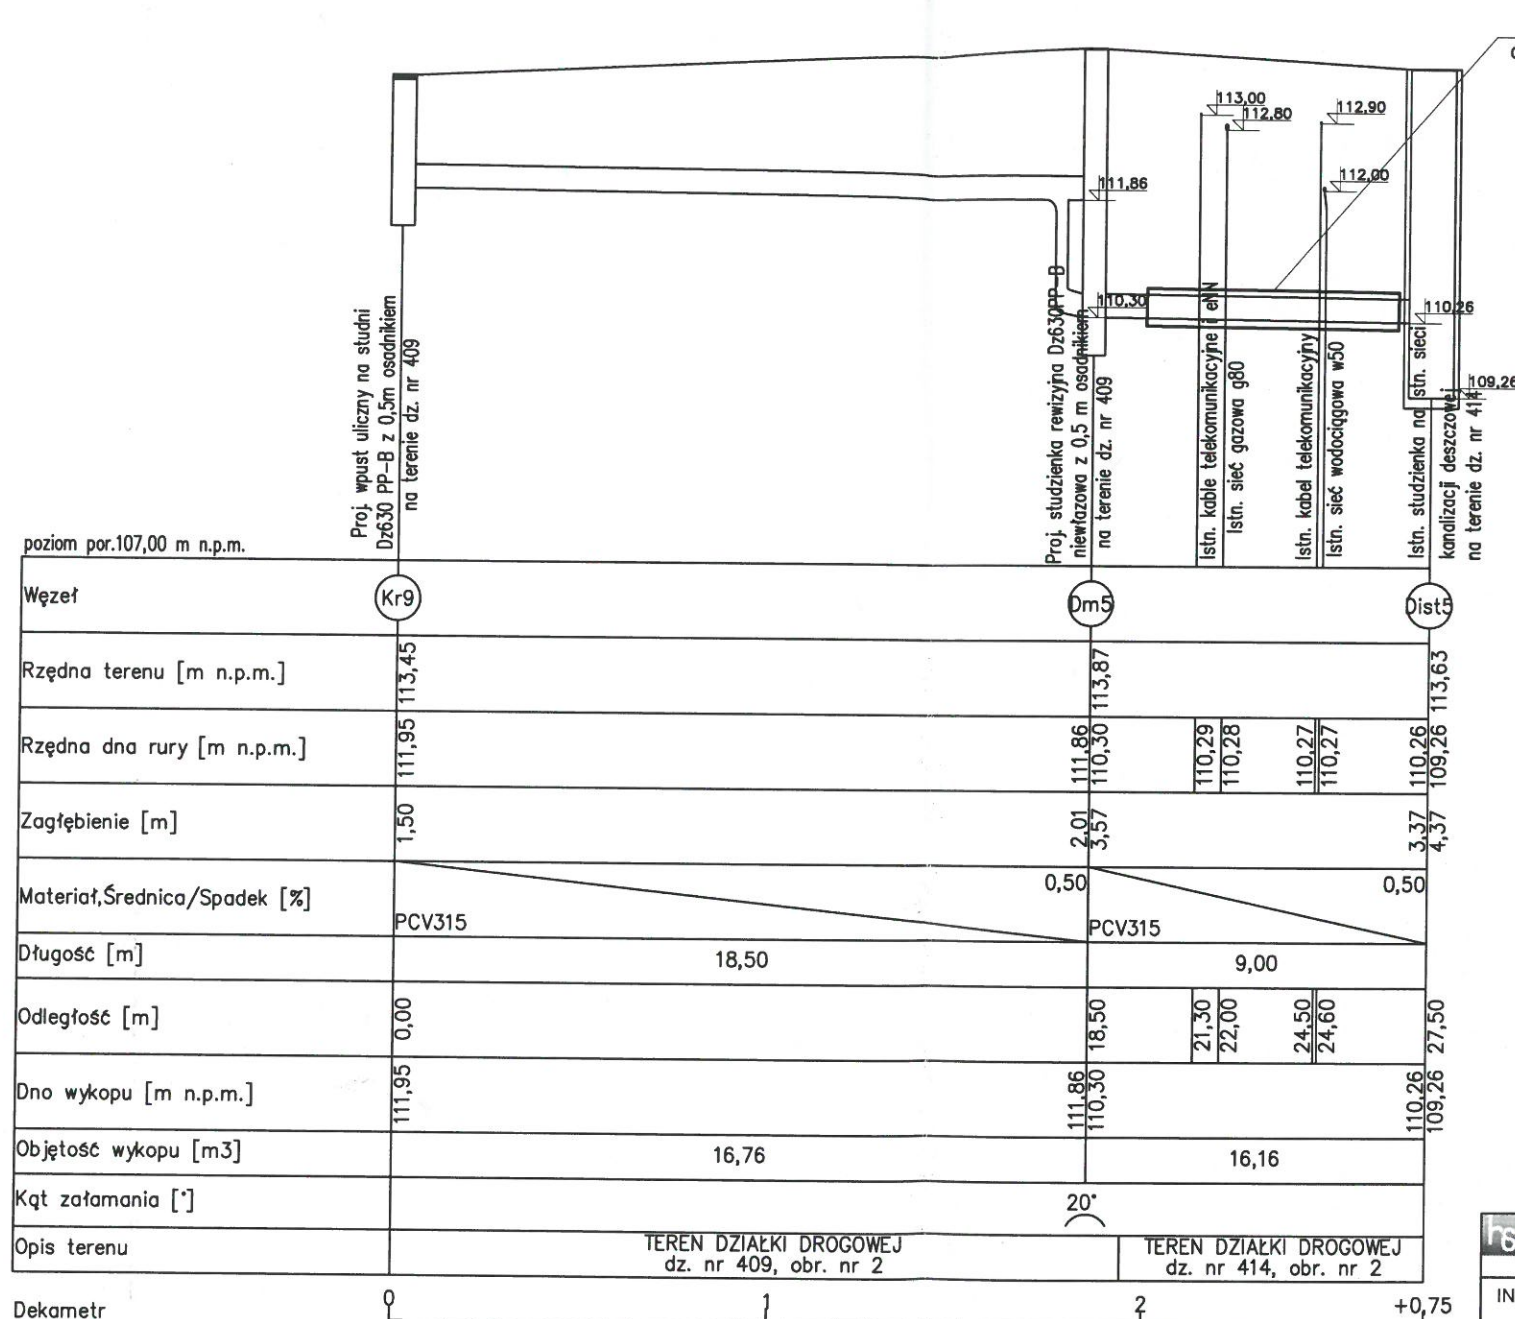 113,00
112,80
112,90
112,00
111,86
110,30
110,26
109,26
Proj. wpust uliczny na studni
Dz630 PP-B z 0,5m osadnikiem
na terenie dz. nr 409
Proj. studzienka rewizyjna Dz630PP-B
niewłazowa z 0,5 m osadnikiem
na terenie dz. nr 409
Istn. kable telekomunikacyjne i eNN
Istn. sieć gazowa g80
Istn. kabel telekomunikacyjny
Istn. sieć wodociągowa w50
Istn. studzienka na istn. sieci
kanalizacji deszczowej
na terenie dz. nr 414
poziom por.107,00 m n.p.m.
Węzeł Kr9 Dm5 Dist5
Rzędna terenu [m n.p.m.] 113,45 113,87 113,63
Rzędna dna rury [m n.p.m.] 111,95 111,86 110,30 110,29 110,28 110,27 110,27 110,26 109,26
Zagłębienie [m] 1,50 2,01 3,57 3,37 4,37
Materiał,Średnica/Spadek [%] PCV315 0,50 PCV315 0,50
Długość [m] 18,50 9,00
Odległość [m] 0,00 18,50 21,30 22,00 24,50 24,60 27,50
Dno wykopu [m n.p.m.] 111,95 111,86 110,30 110,26 109,26
Objętość wykopu [m3] 16,76 16,16
Kąt załamania [°] 20°
Opis terenu
TEREN DZIAŁKI DROGOWEJ
dz. nr 409, obr. nr 2
TEREN DZIAŁKI DROGOWEJ
dz. nr 414, obr. nr 2
Dekametr 0 1 2 +0,75
IN